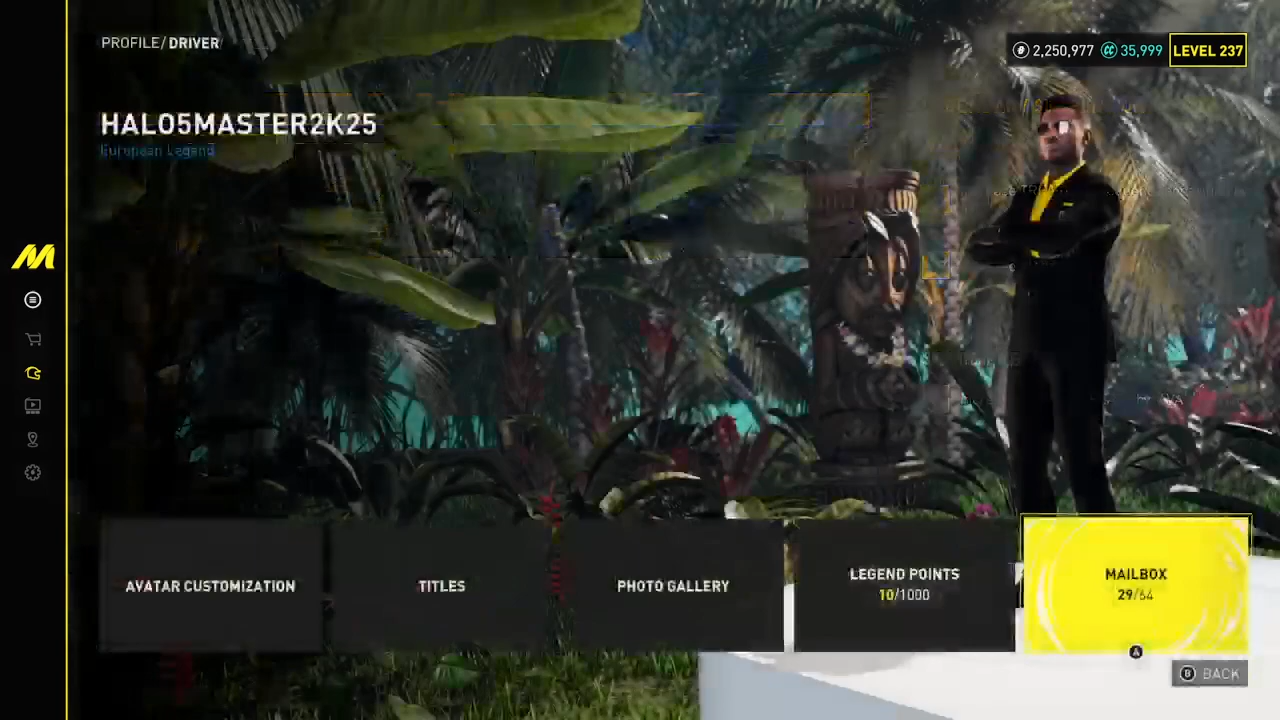 PROFILE/DRIVER
2,250,977 35,999 LEVEL 237
HALO5MASTER2K25
European Legend
AVATAR CUSTOMIZATION
TITLES
PHOTO GALLERY
LEGEND POINTS
10/1000
MAILBOX
29/64
A
B BACK